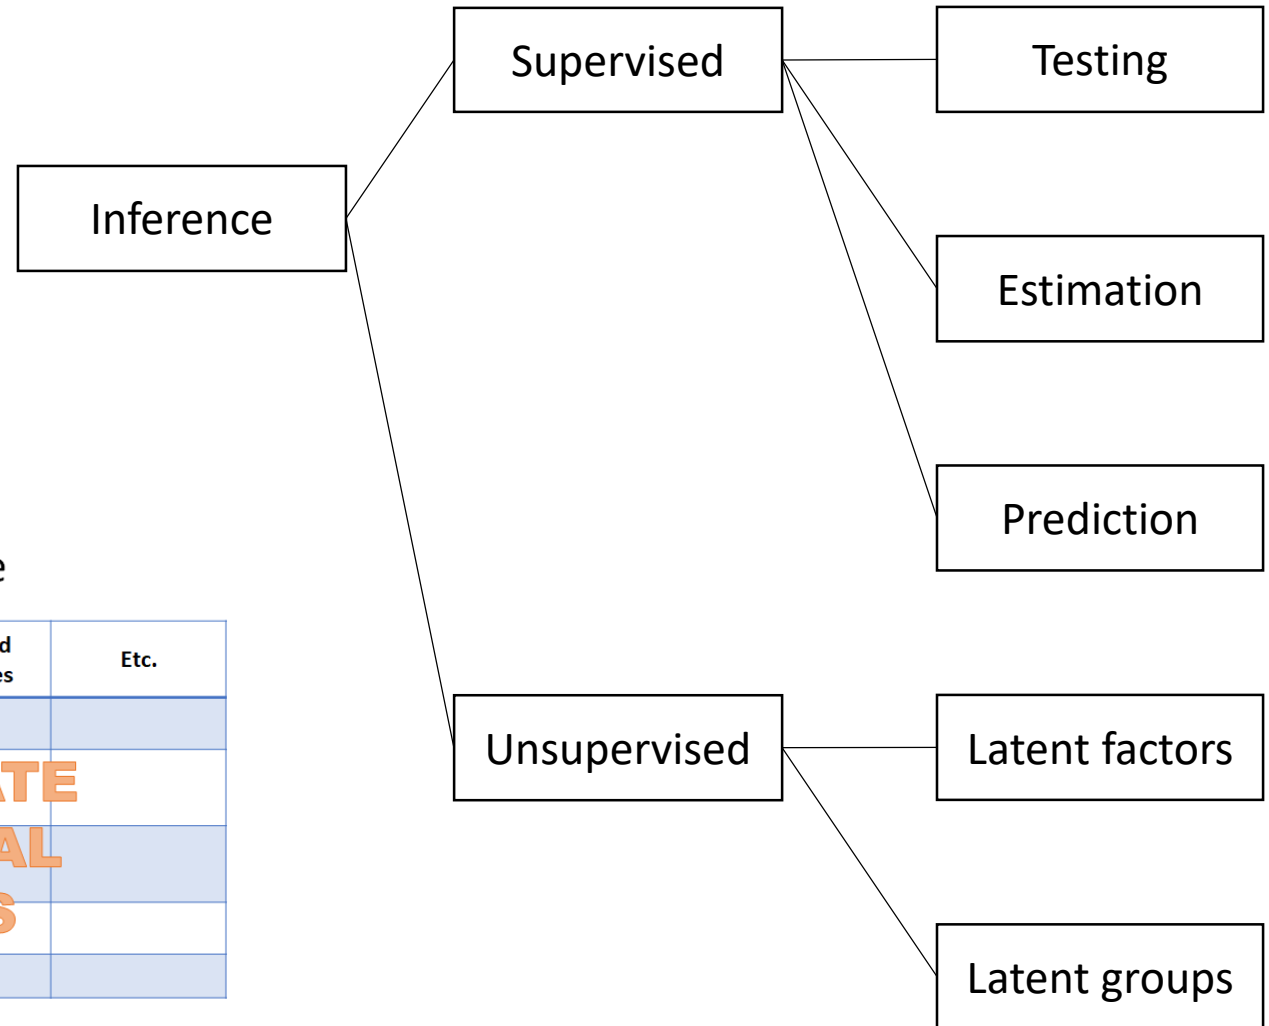 Supervised
Testing
Inference
Estimation
Prediction
Etc.
Unsupervised
Latent factors
Latent groups